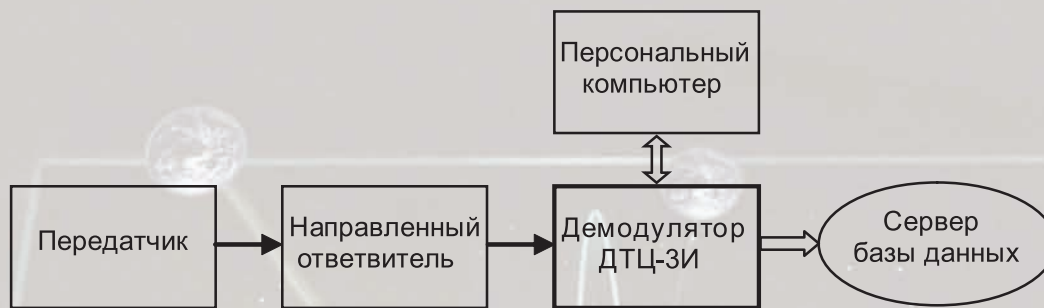 Персональный
компьютер
Передатчик
Направленный
ответвитель
Демодулятор
ДТЦ-3И
Сервер
базы данных